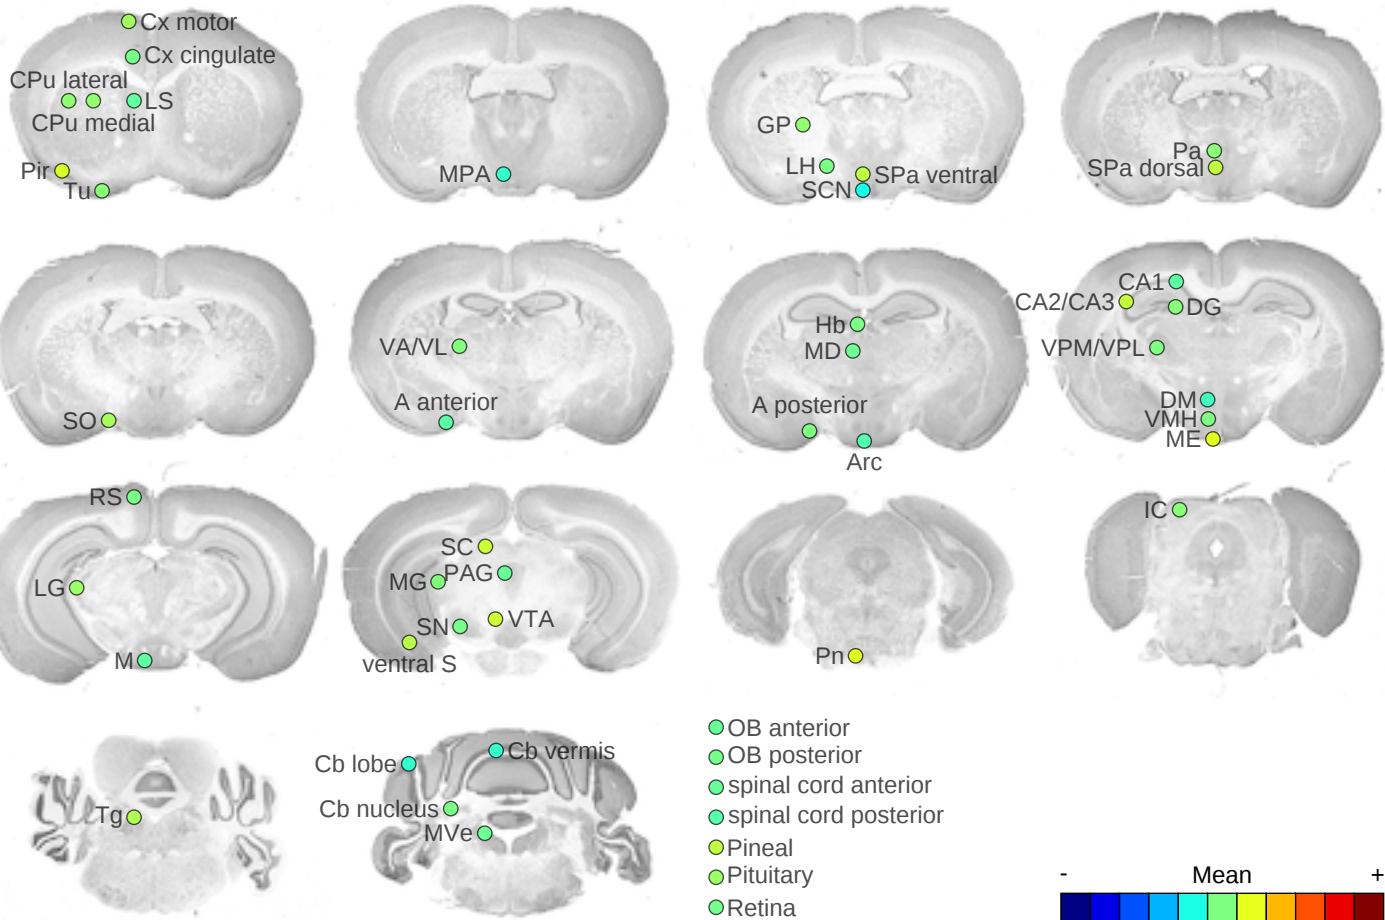 Cx motor
Cx cingulate
CPu lateral
LS
CPu medial
Pir
Tu
MPA
GP
LH
SPa ventral
SCN
Pa
SPa dorsal
SO
VA/VL
A anterior
Hb
MD
A posterior
Arc
CA1
CA2/CA3
DG
VPM/VPL
DM
VMH
ME
RS
LG
M
SC
MG
PAG
SN
VTA
ventral S
Pn
IC
Tg
Cb lobe
Cb vermis
Cb nucleus
MVe
OB anterior
OB posterior
spinal cord anterior
spinal cord posterior
Pineal
Pituitary
Retina
- Mean +